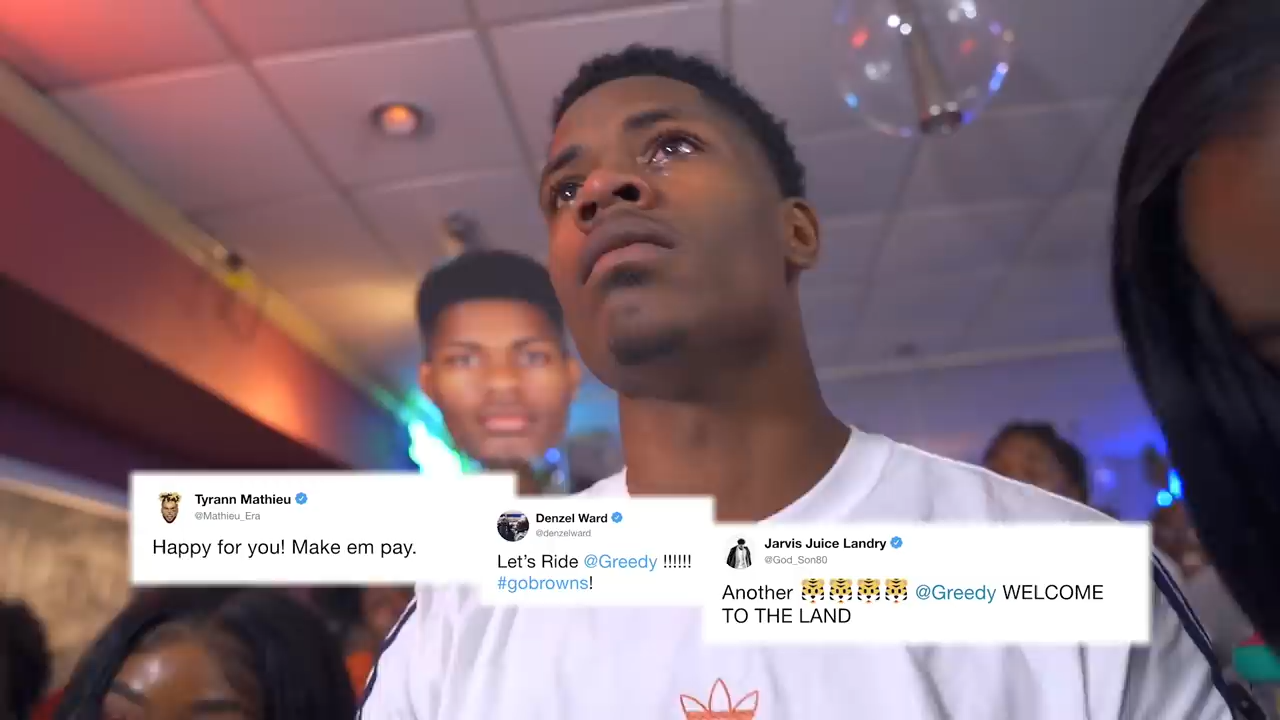 Tyrann Mathieu
@Mathieu_Era
Happy for you! Make em pay.
Denzel Ward
@denzelward
Let's Ride @Greedy !!!!!!
#gobrowns!
Jarvis Juice Landry
@God_Son80
Another 🐯🐯🐯🐯 @Greedy WELCOME
TO THE LAND